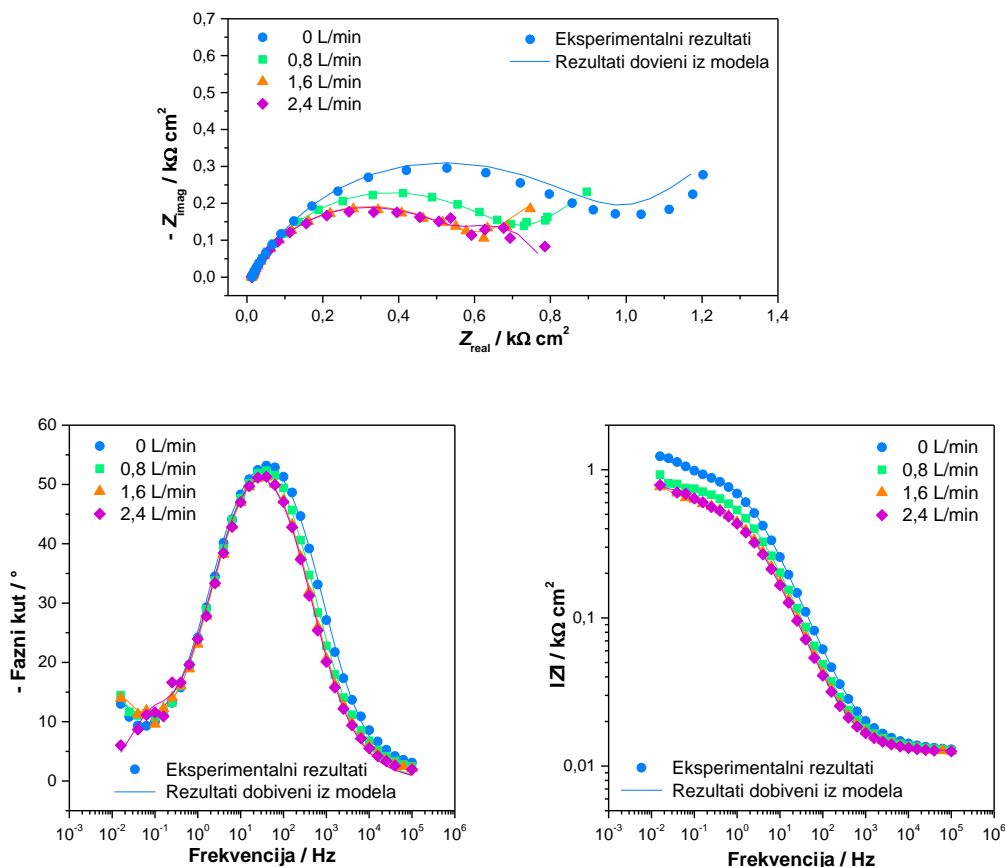 0,7
0,6
0,5
0,4
0,3
0,2
0,1
0,0
- Zimag / kΩ cm2
0 L/min
0,8 L/min
1,6 L/min
2,4 L/min
Eksperimentalni rezultati
Rezultati dovieni iz modela
0,0 0,2 0,4 0,6 0,8 1,0 1,2 1,4
Zreal / kΩ cm2
60
50
40
30
20
10
0
- Fazni kut / °
0 L/min
0,8 L/min
1,6 L/min
2,4 L/min
Eksperimentalni rezultati
Rezultati dobiveni iz modela
10-3 10-2 10-1 100 101 102 103 104 105 106
Frekvencija / Hz
1
0,1
0,01
|Z| / kΩ cm2
0 L/min
0,8 L/min
1,6 L/min
2,4 L/min
Eksperimentalni rezultati
Rezultati dobiveni iz modela
10-3 10-2 10-1 100 101 102 103 104 105 106
Frekvencija / Hz